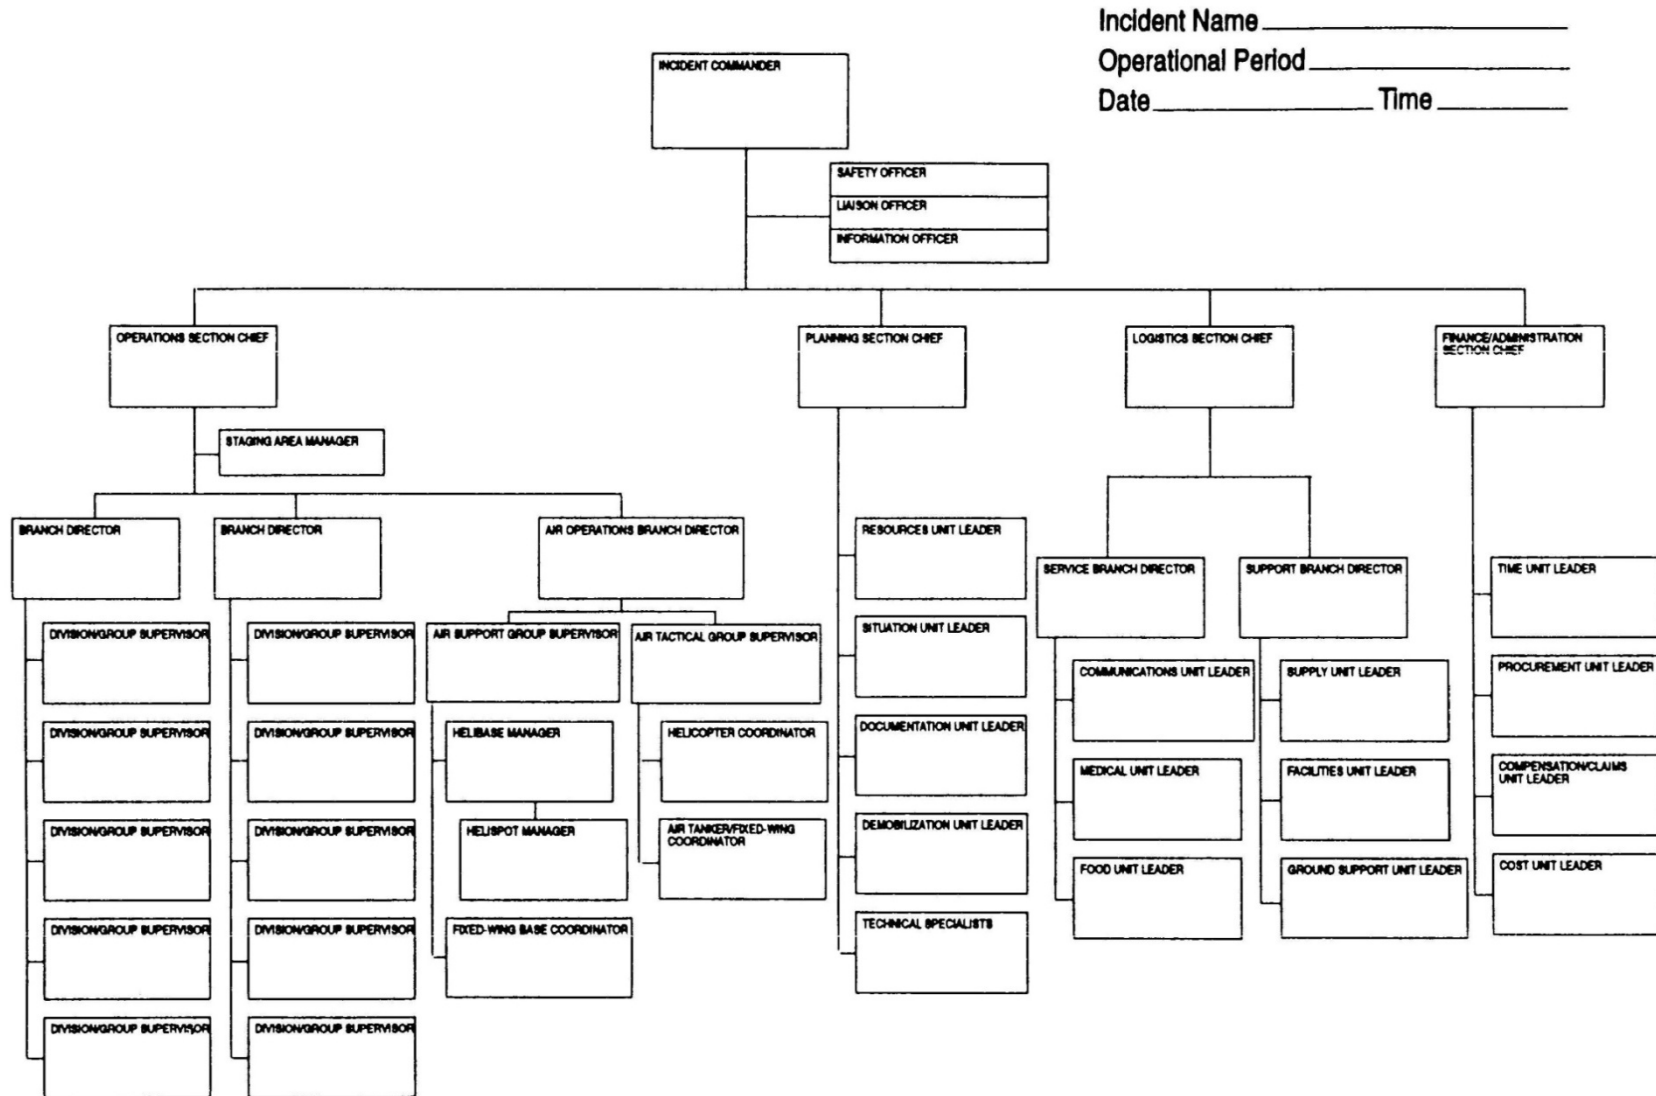 Incident Name
Operational Period
Date Time
INCIDENT COMMANDER
SAFETY OFFICER
LIAISON OFFICER
INFORMATION OFFICER
OPERATIONS SECTION CHIEF
PLANNING SECTION CHIEF
LOGISTICS SECTION CHIEF
FINANCE/ADMINISTRATION
SECTION CHIEF
STAGING AREA MANAGER
BRANCH DIRECTOR
BRANCH DIRECTOR
AIR OPERATIONS BRANCH DIRECTOR
RESOURCES UNIT LEADER
SERVICE BRANCH DIRECTOR
SUPPORT BRANCH DIRECTOR
TIME UNIT LEADER
DIVISION/GROUP SUPERVISOR
DIVISION/GROUP SUPERVISOR
AIR SUPPORT GROUP SUPERVISOR
AIR TACTICAL GROUP SUPERVISOR
SITUATION UNIT LEADER
COMMUNICATIONS UNIT LEADER
SUPPLY UNIT LEADER
PROCUREMENT UNIT LEADER
DIVISION/GROUP SUPERVISOR
DIVISION/GROUP SUPERVISOR
HELIBASE MANAGER
HELICOPTER COORDINATOR
DOCUMENTATION UNIT LEADER
MEDICAL UNIT LEADER
FACILITIES UNIT LEADER
COMPENSATION/CLAIMS
UNIT LEADER
DIVISION/GROUP SUPERVISOR
DIVISION/GROUP SUPERVISOR
HELISPOT MANAGER
AIR TANKER/FIXED-WING
COORDINATOR
DEMOBILIZATION UNIT LEADER
FOOD UNIT LEADER
GROUND SUPPORT UNIT LEADER
COST UNIT LEADER
DIVISION/GROUP SUPERVISOR
DIVISION/GROUP SUPERVISOR
FIXED-WING BASE COORDINATOR
TECHNICAL SPECIALISTS
DIVISION/GROUP SUPERVISOR
DIVISION/GROUP SUPERVISOR